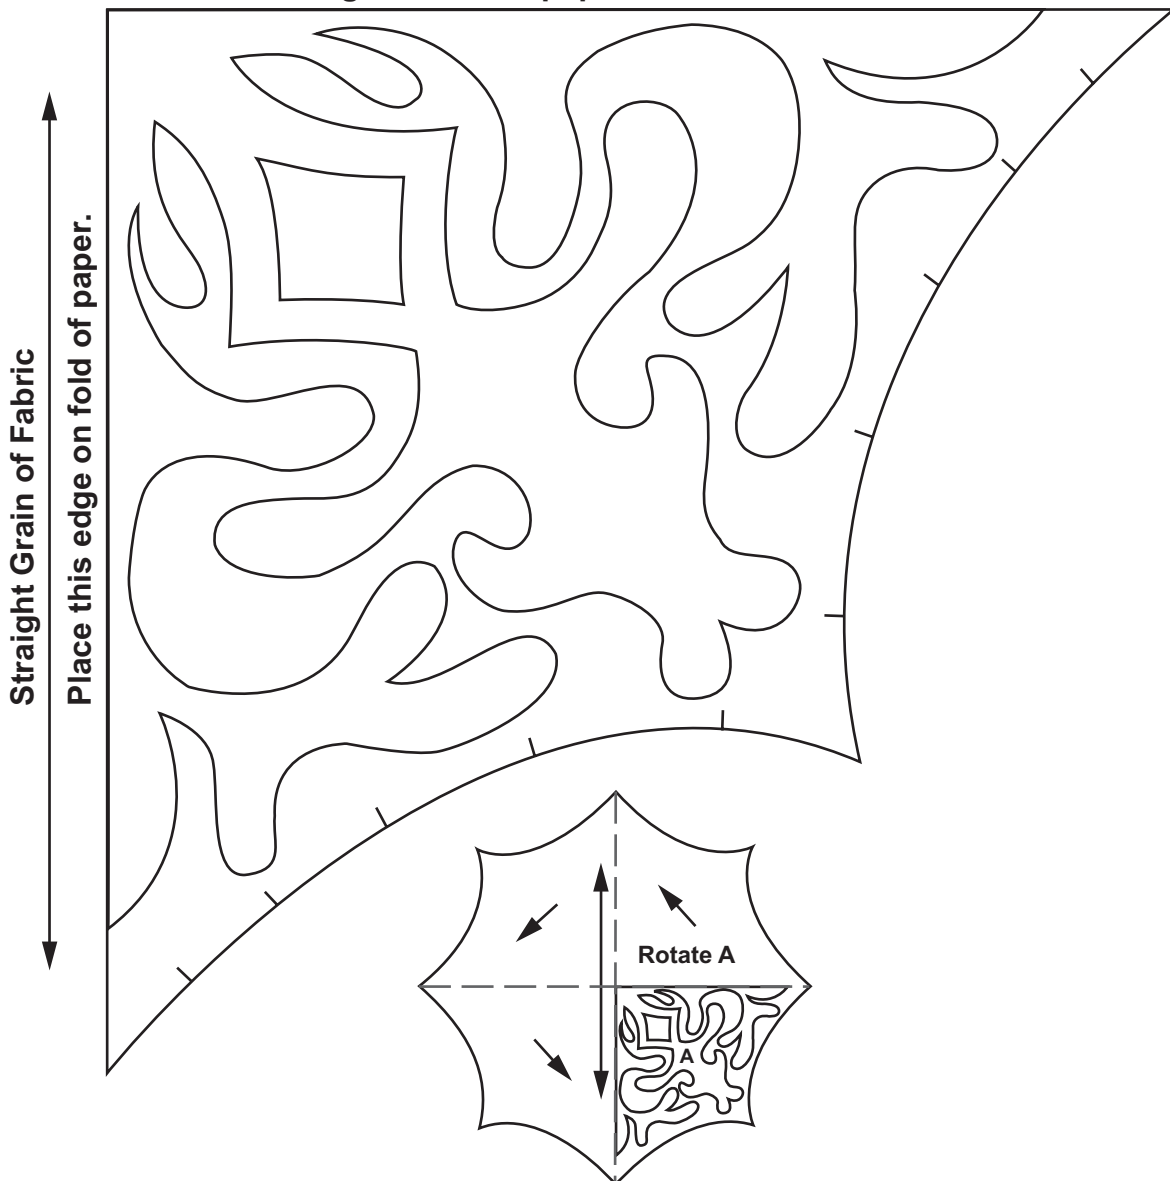 Straight Grain of Fabric
Place this edge on fold of paper.
Rotate A
A